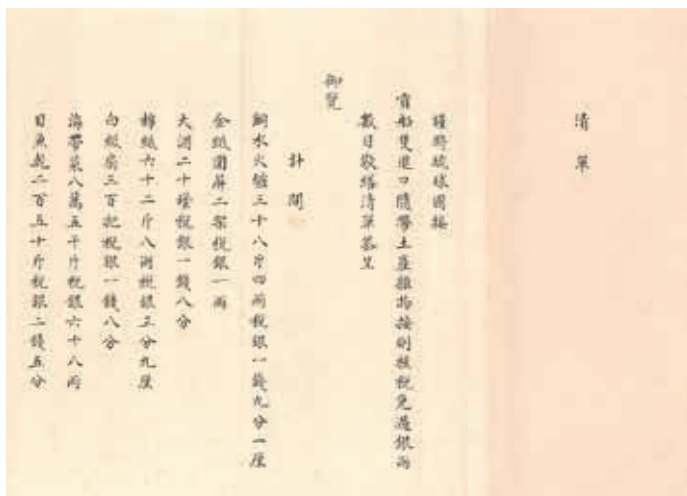 清單
謹將琉球國接
貢船隻進口隨帶土產雜物按則核稅免過銀兩
數目敬繕清單恭呈
御覽
計開
銅水火罏三十八斤四兩稅銀一錢九分一厘
金紙圍屏二架稅銀一兩
大酒二十罈稅銀一錢八分
棉紙六十二斤八兩稅銀三分九厘
白紙扇三百把稅銀一錢八分
海帶菜八萬五千斤稅銀六十八兩
目魚乾二百五十斤稅銀二錢五分